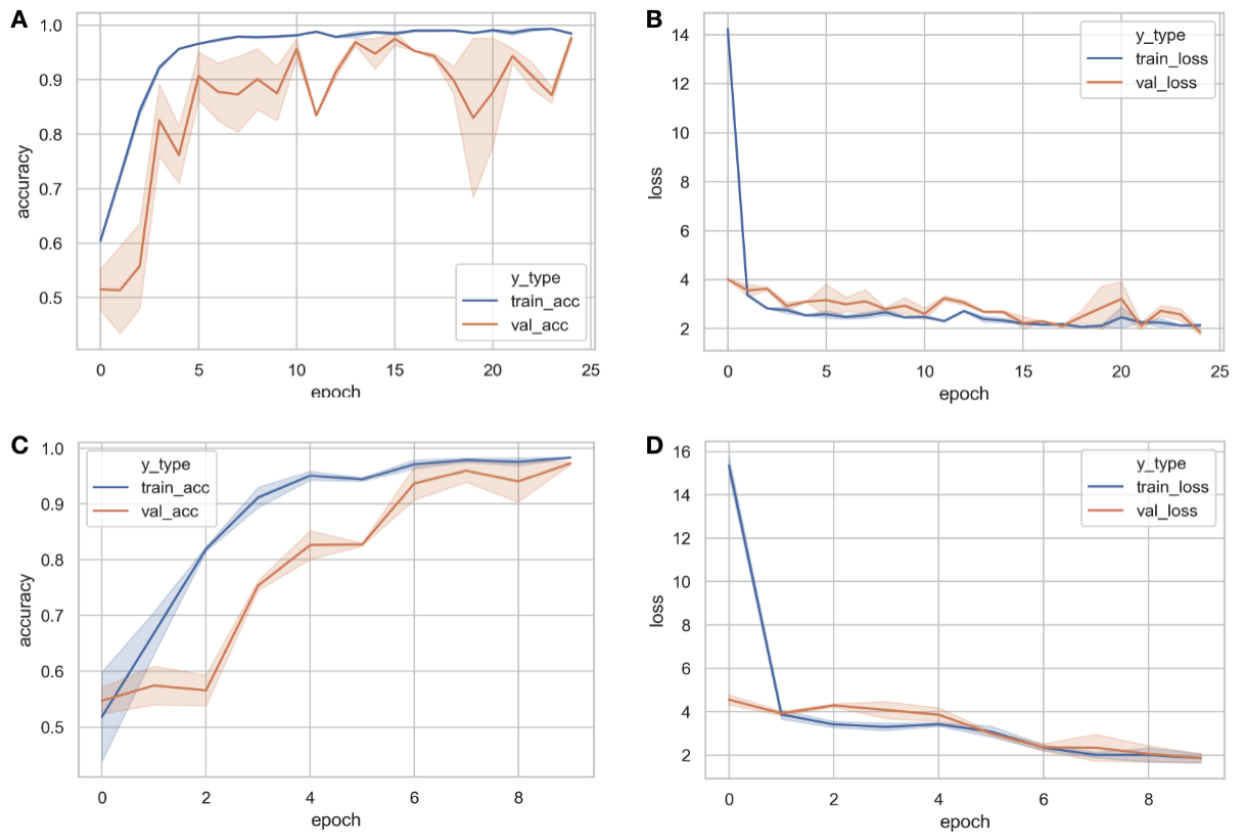 A
accuracy
1.0
0.9
0.8
0.7
0.6
0.5
y_type
train_acc
val_acc
0 5 10 15 20 25
epoch
B
loss
14
12
10
8
6
4
2
y_type
train_loss
val_loss
0 5 10 15 20 25
epoch
C
accuracy
1.0
0.9
0.8
0.7
0.6
0.5
y_type
train_acc
val_acc
0 2 4 6 8
epoch
D
loss
16
14
12
10
8
6
4
2
y_type
train_loss
val_loss
0 2 4 6 8
epoch